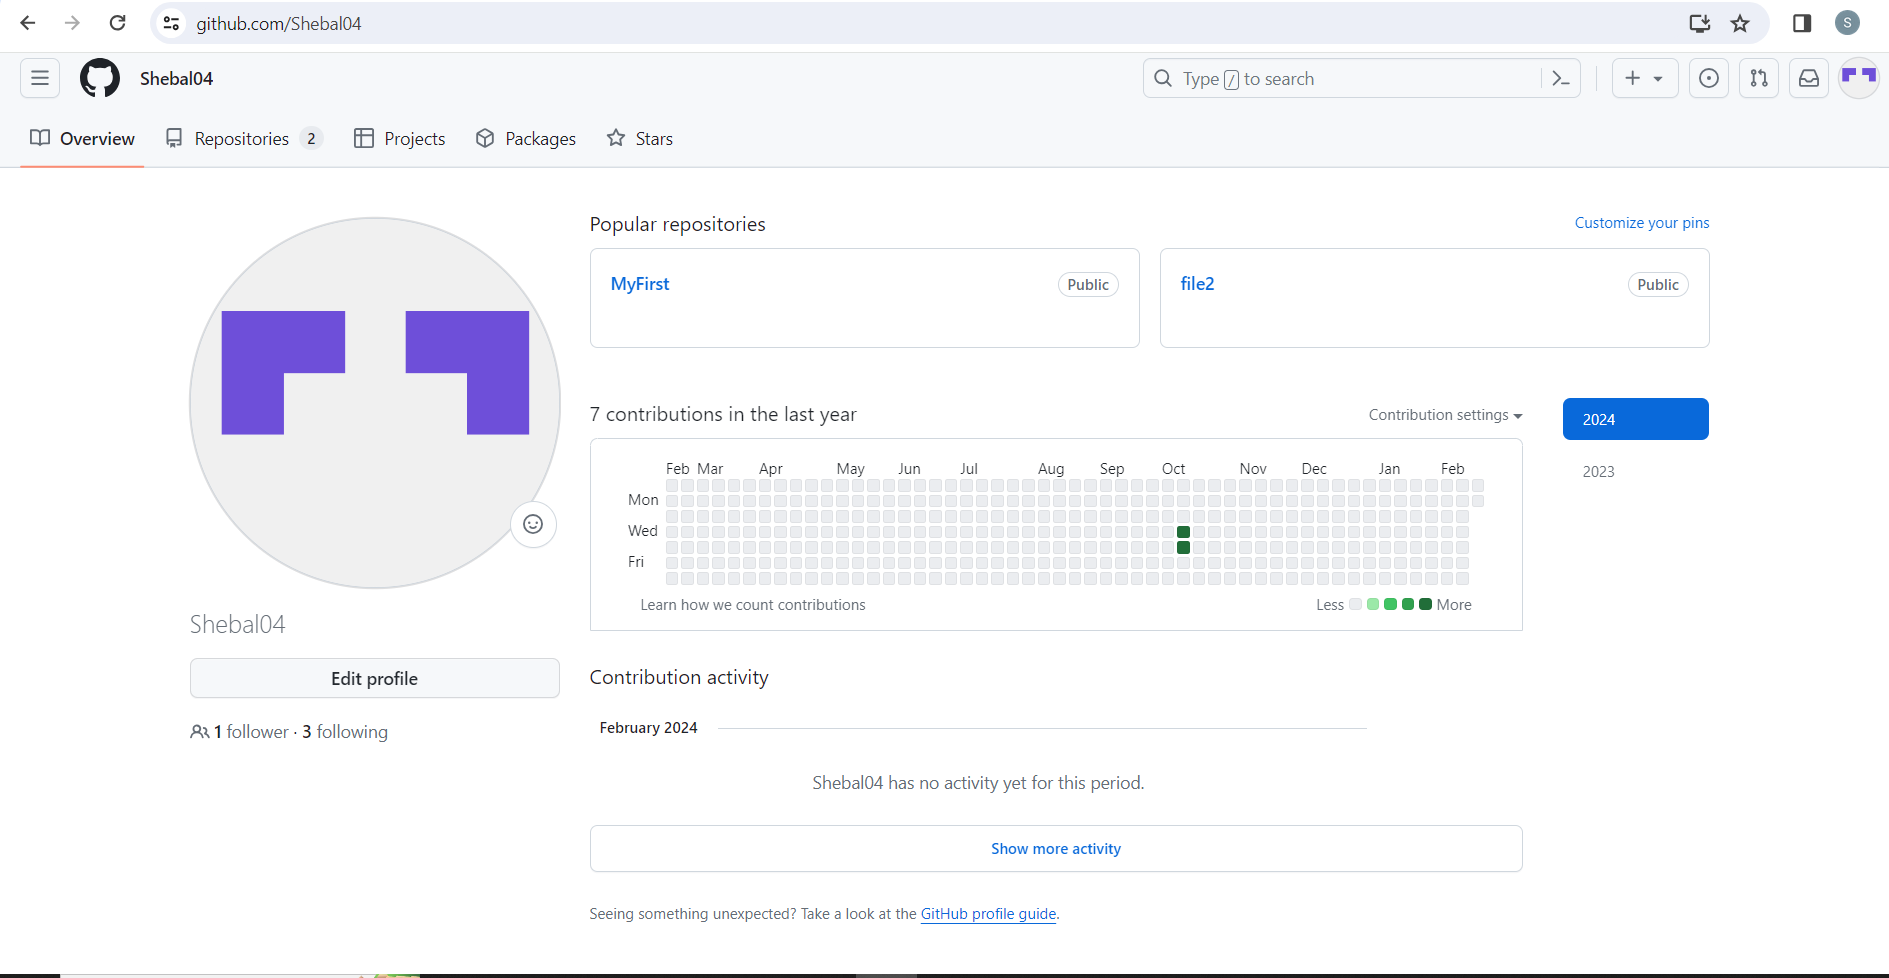 github.com/Shebal04
S
Shebal04
Type / to search
Overview Repositories 2 Projects Packages Stars
Popular repositories Customize your pins
MyFirst Public file2 Public
7 contributions in the last year Contribution settings 2024
2023
Feb Mar Apr May Jun Jul Aug Sep Oct Nov Dec Jan Feb
Mon
Wed
Fri
Learn how we count contributions Less More
Shebal04
Edit profile
1 follower · 3 following
Contribution activity
February 2024
Shebal04 has no activity yet for this period.
Show more activity
Seeing something unexpected? Take a look at the GitHub profile guide.